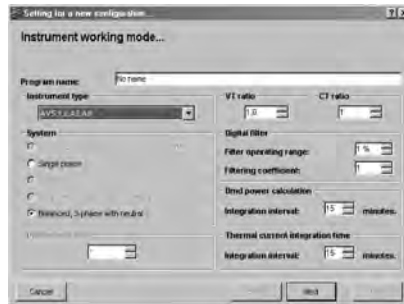 Setting for a new configuration...
Instrument working mode...
Program name: No name
Instrument type
VT ratio
CT ratio
1.0
1
System
Single phase
Balanced, 3-phase with neutral
Digital filter
Filter operating range: 1 %
Filtering coefficient: 1
Dmd power calculation
Integration interval: 15 minutes.
Thermal current integration time
Integration interval: 15 minutes.
Cancel
Next